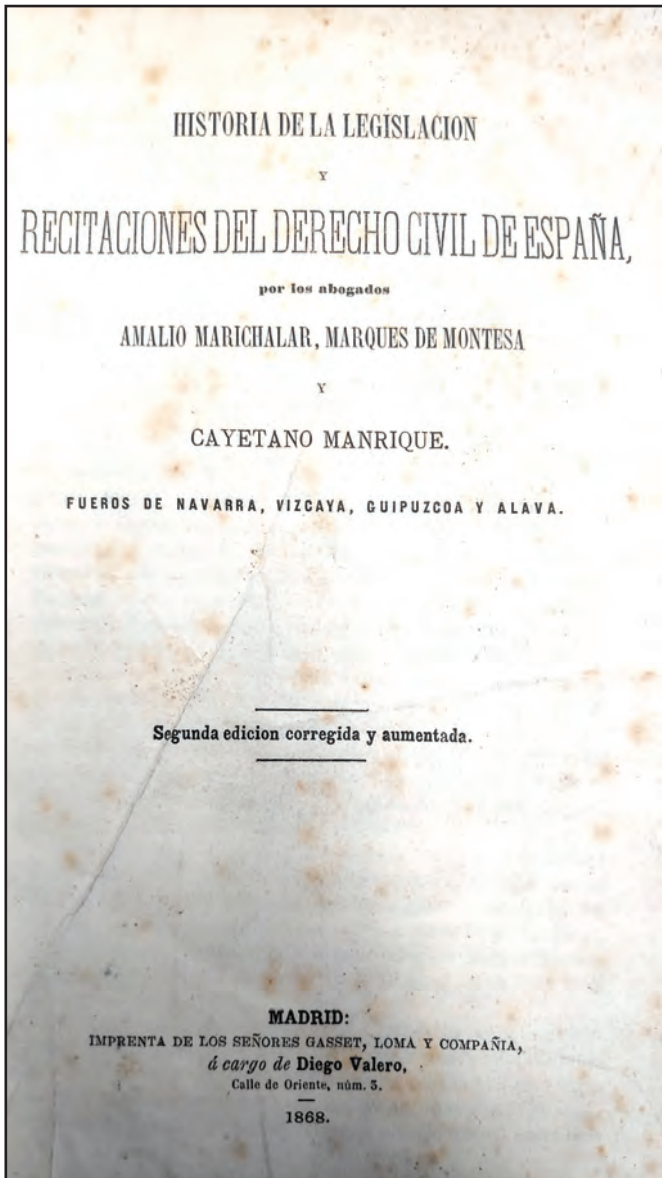 HISTORIA DE LA LEGISLACION
Y
RECITACIONES DEL DERECHO CIVIL DE ESPAÑA,
por los abogados
AMALIO MARICHALAR, MARQUES DE MONTESA
Y
CAYETANO MANRIQUE.
FUEROS DE NAVARRA, VIZCAYA, GUIPUZCOA Y ALAVA.
Segunda edicion corregida y aumentada.
MADRID:
IMPRENTA DE LOS SEÑORES GASSET, LOMA Y COMPAÑIA,
á cargo de Diego Valero,
Calle de Oriente, núm. 3.
1868.